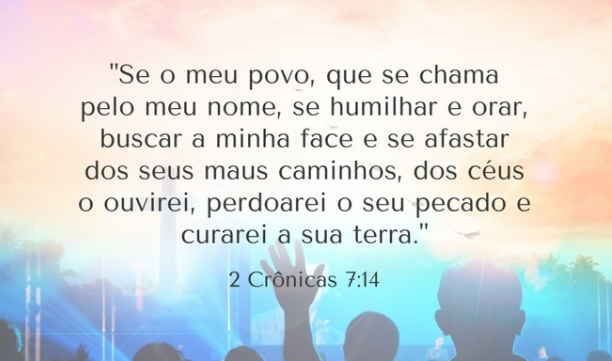 "Se o meu povo, que se chama
pelo meu nome, se humilhar e orar,
buscar a minha face e se afastar
dos seus maus caminhos, dos céus
o ouvirei, perdoarei o seu pecado e
curarei a sua terra."
2 Crônicas 7:14